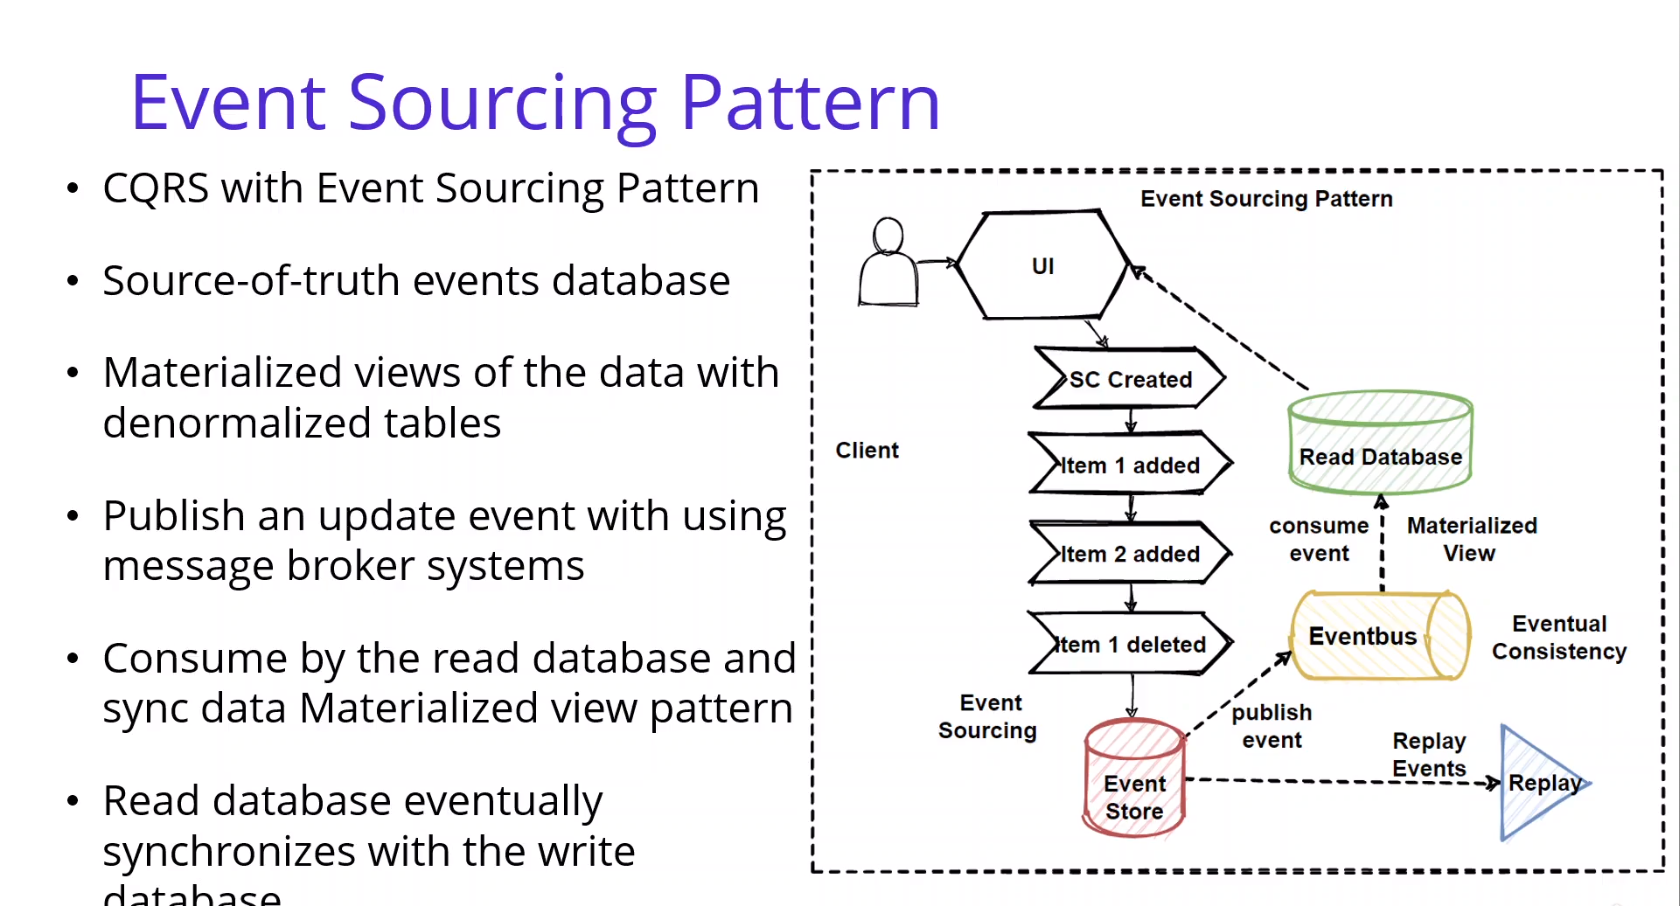 Event Sourcing Pattern
• CQRS with Event Sourcing Pattern
• Source-of-truth events database
• Materialized views of the data with
denormalized tables
• Publish an update event with using
message broker systems
• Consume by the read database and
sync data Materialized view pattern
• Read database eventually
synchronizes with the write
database
Event Sourcing Pattern
UI
SC Created
Item 1 added
Item 2 added
Item 1 deleted
Client
Event
Sourcing
Event
Store
publish
event
Replay
Events
Replay
Eventbus
Eventual
Consistency
consume
event
Materialized
View
Read Database